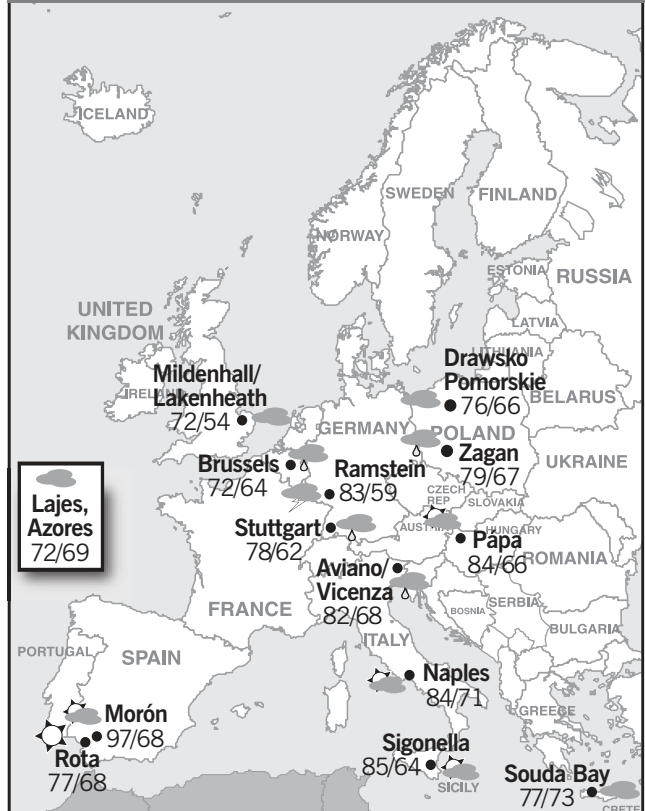 ICELAND
SWEDEN
FINLAND
NORWAY
ESTONIA
RUSSIA
UNITED
KINGDOM
LATVIA
LITHUANIA
Drawsko
Pomorskie
76/66
BELARUS
Mildenhall/
Lakenheath
72/54
IRELAND
GERMANY
POLAND
Zagan
79/67
UKRAINE
Brussels
72/64
Ramstein
83/59
Lajes,
Azores
72/69
CZECH
REP
SLOVAKIA
Stuttgart
78/62
AUSTRIA
HUNGARY
Pápa
84/66
ROMANIA
Aviano/
Vicenza
82/68
FRANCE
BOSNIA
SERBIA
BULGARIA
ITALY
PORTUGAL
SPAIN
Naples
84/71
GREECE
Morón
97/68
Rota
77/68
Sigonella
85/64
SICILY
Souda Bay
77/73
CRETE